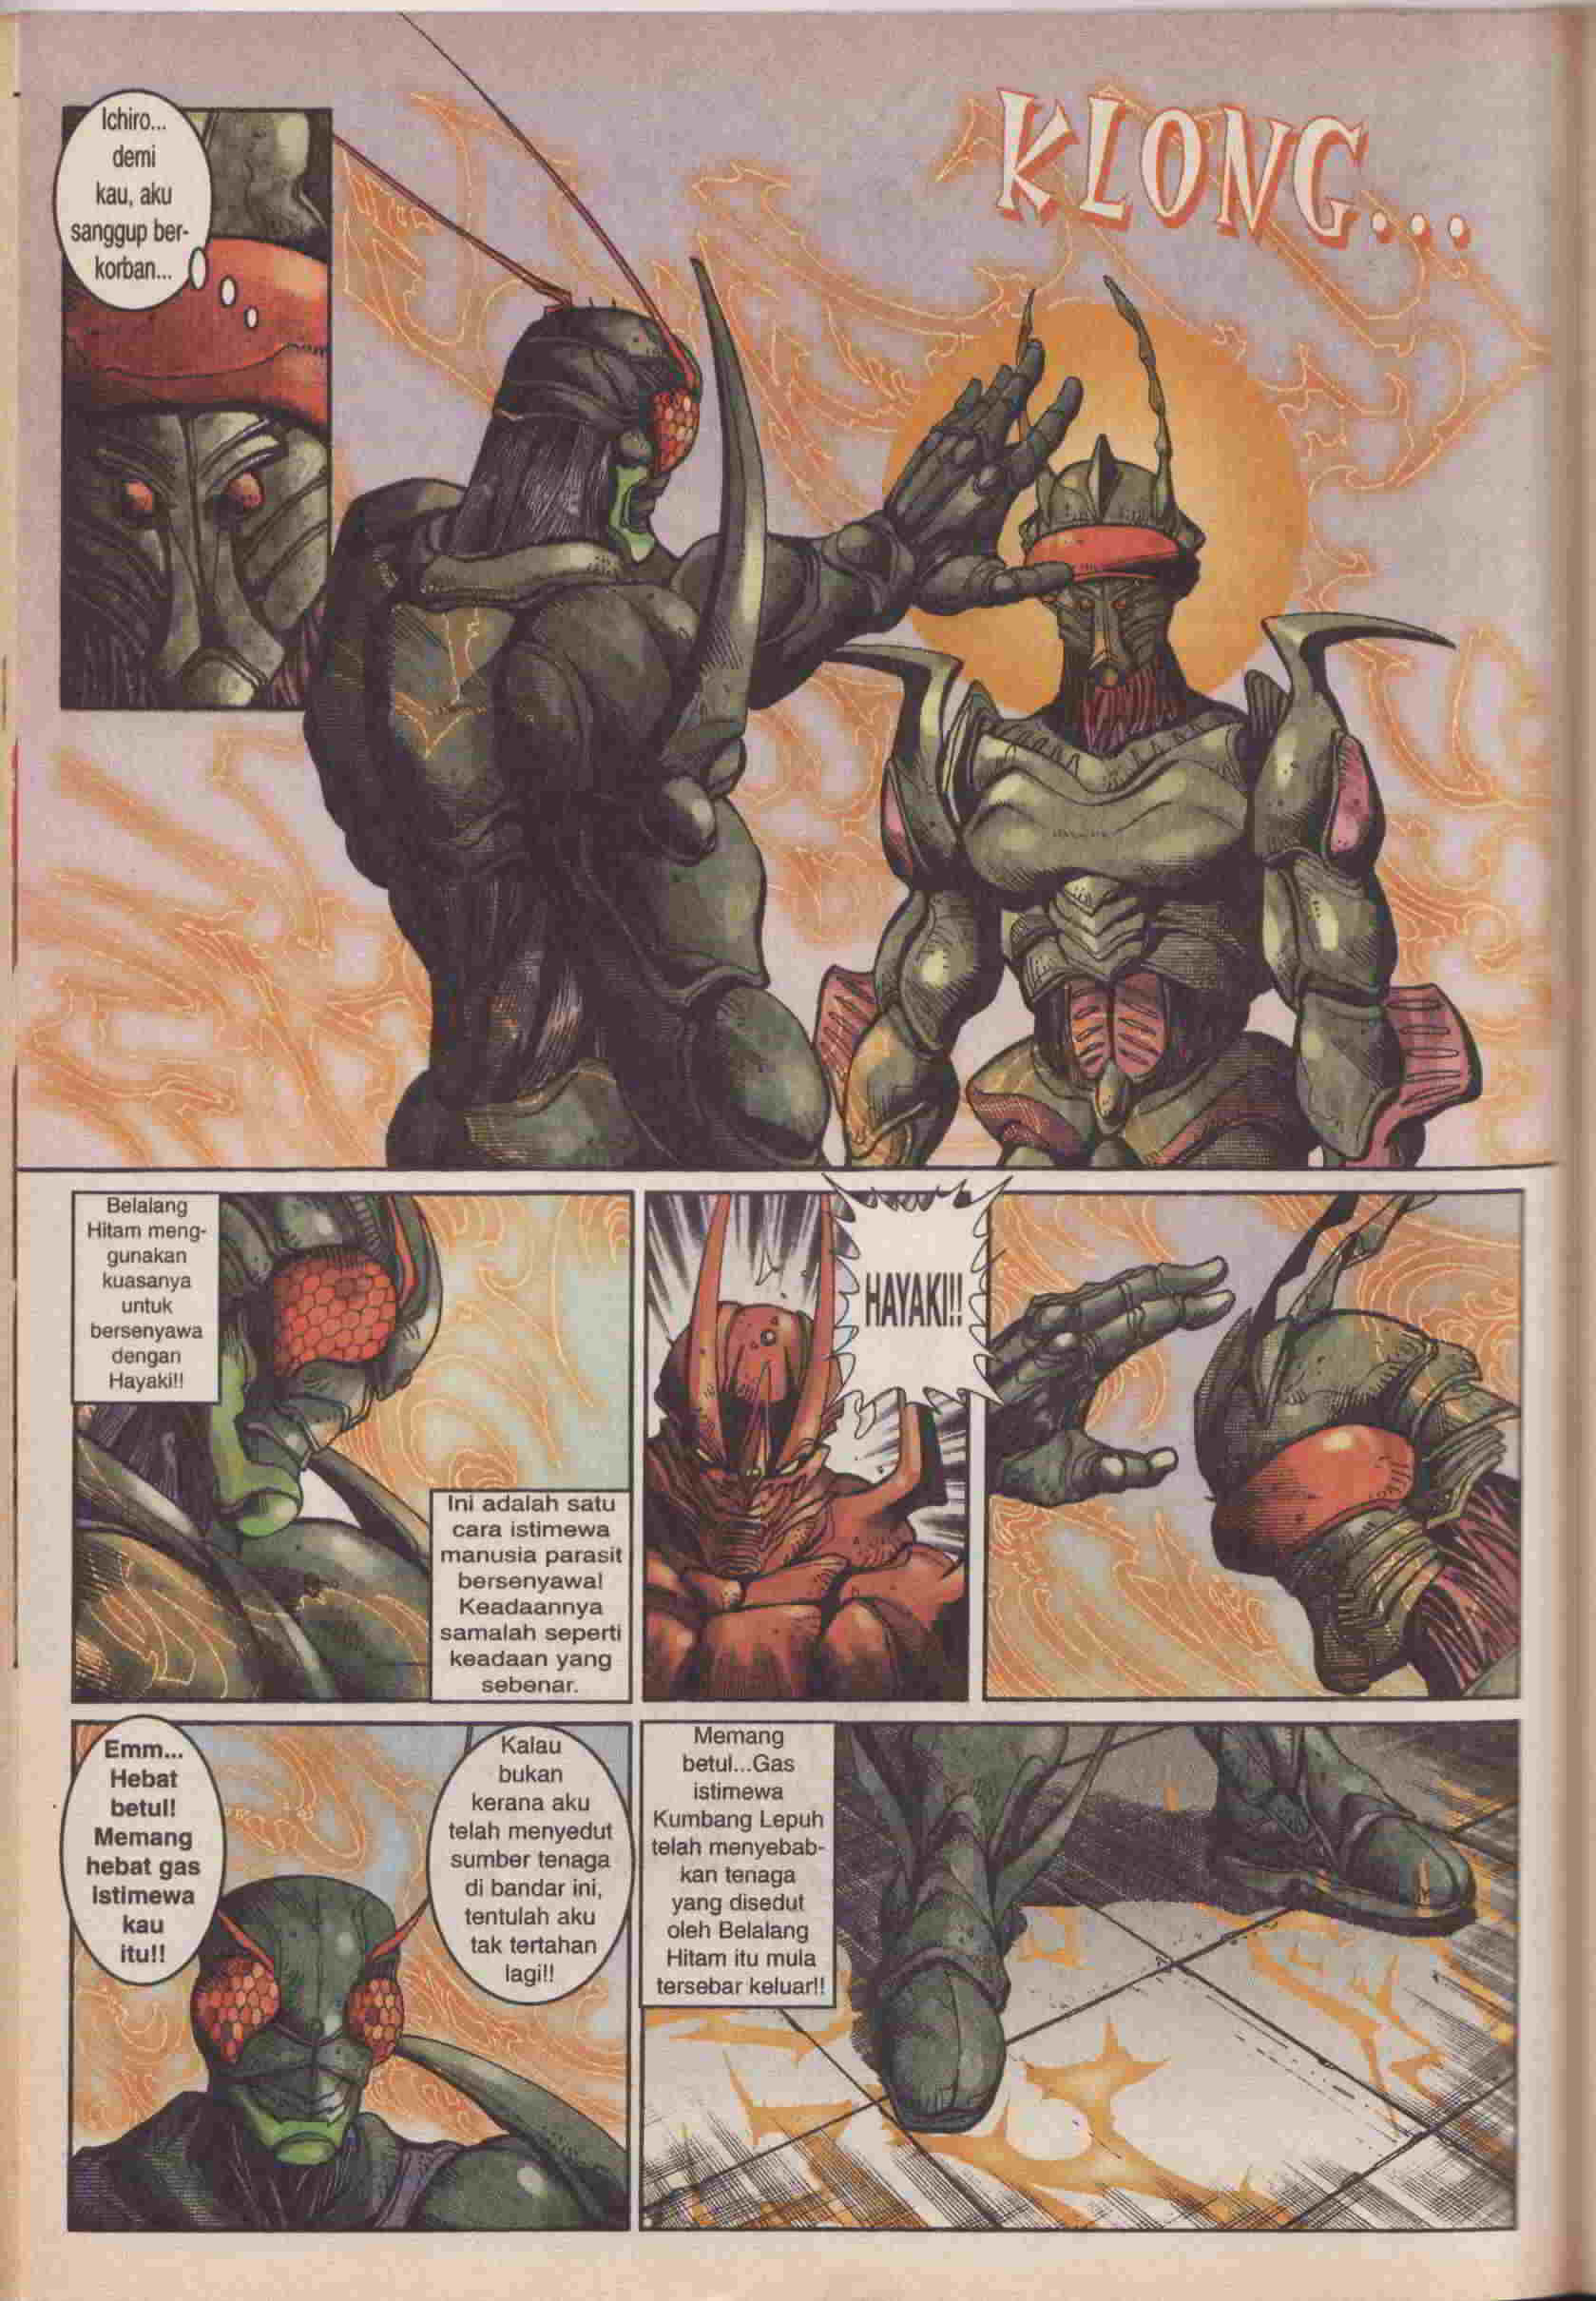 Ichiro...
demi
kau, aku
sanggup ber-
korban...
KLONG...
Belalang
Hitam meng-
gunakan
kuasanya
untuk
bersenyawa
dengan
Hayaki!!
Ini adalah satu
cara istimewa
manusia parasit
bersenyawa!
Keadaannya
samalah seperti
keadaan yang
sebenar.
HAYAKI!!
Emm...
Hebat
betul!
Memang
hebat gas
istimewa
kau
itu!!
Kalau
bukan
kerana aku
telah menyedut
sumber tenaga
di bandar ini,
tentulah aku
tak tertahan
lagi!!
Memang
betul...Gas
istimewa
Kumbang Lepuh
telah menyebab-
kan tenaga
yang disedut
oleh Belalang
Hitam itu mula
tersebar keluar!!